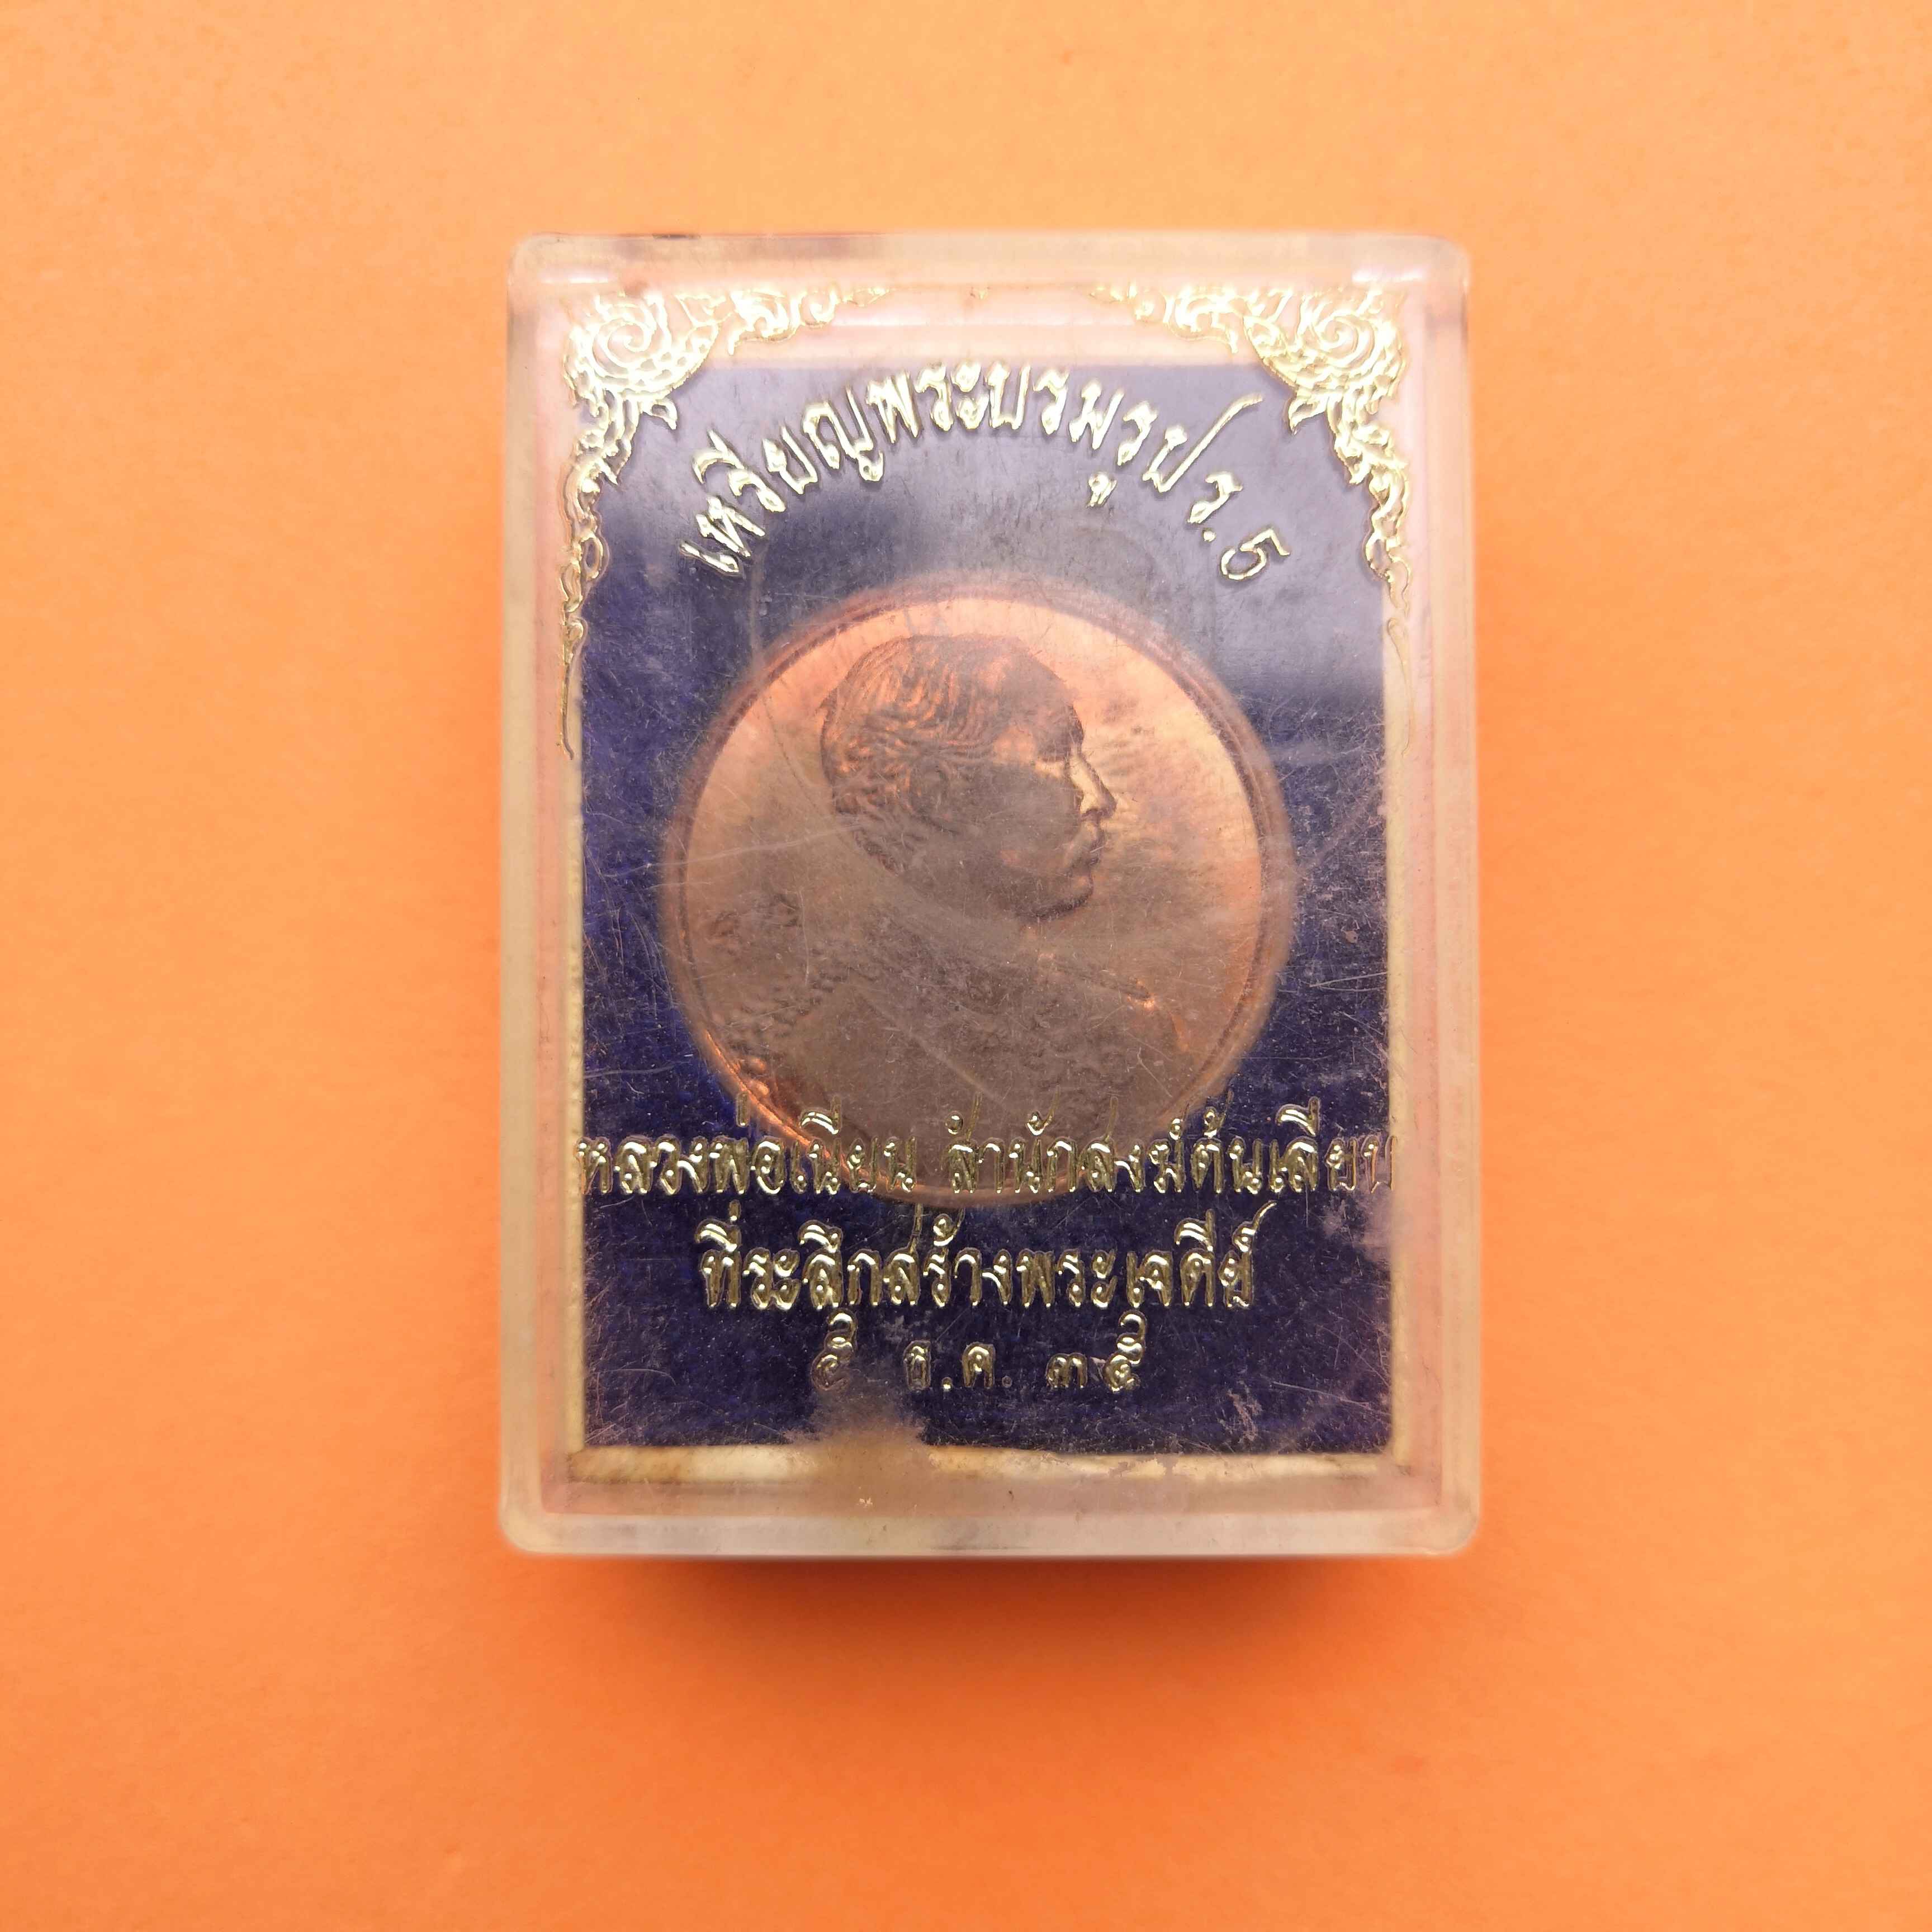 เหรียญพระบรมรูป ร.5
หลวงพ่อเนียน สำนักสงฆ์ต้นเลียบ
ที่ระลึกสร้างพระเจดีย์
๕ ธ.ค. ๓๕